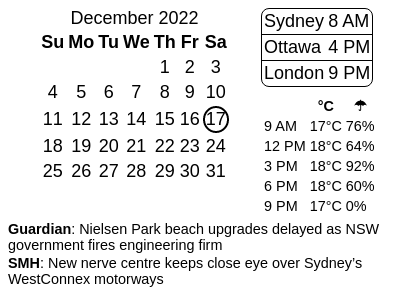 December 2022
Su Mo Tu We Th Fr Sa
1 2 3
4 5 6 7 8 9 10
11 12 13 14 15 16 17
18 19 20 21 22 23 24
25 26 27 28 29 30 31
Sydney 8 AM
Ottawa 4 PM
London 9 PM
°C ☂
9 AM 17°C 76%
12 PM 18°C 64%
3 PM 18°C 92%
6 PM 18°C 60%
9 PM 17°C 0%
Guardian: Nielsen Park beach upgrades delayed as NSW
government fires engineering firm
SMH: New nerve centre keeps close eye over Sydney's
WestConnex motorways